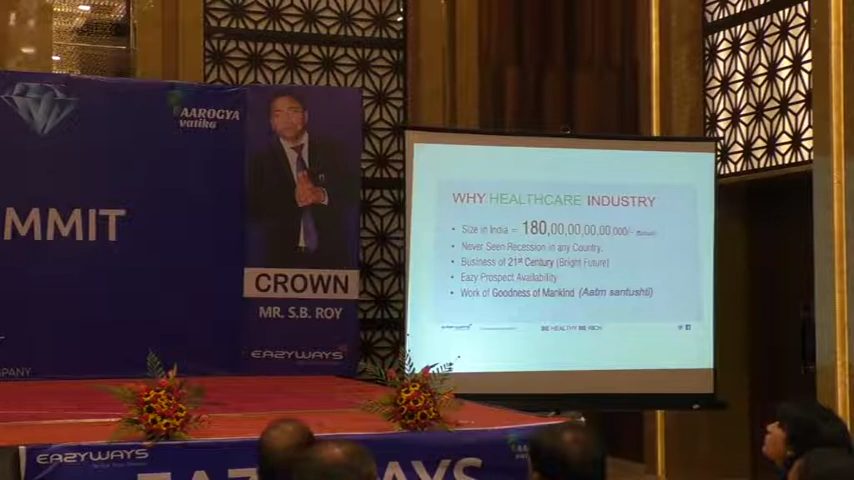 AAROGYA
vatika
MMIT
CROWN
MR. S.B. ROY
EAZYWAYS
PANY
WHY HEALTHCARE INDUSTRY
• Size in India = 180,00,00,00,00,000/-
• Never Seen Recession in any Country.
• Business of 21st Century (Bright Future)
• Eazy Prospect Availability
• Work of Goodness of Mankind (Aatm santushti)
BE HEALTHY BE RICH
EAZYWAYS
EAZYWAYS